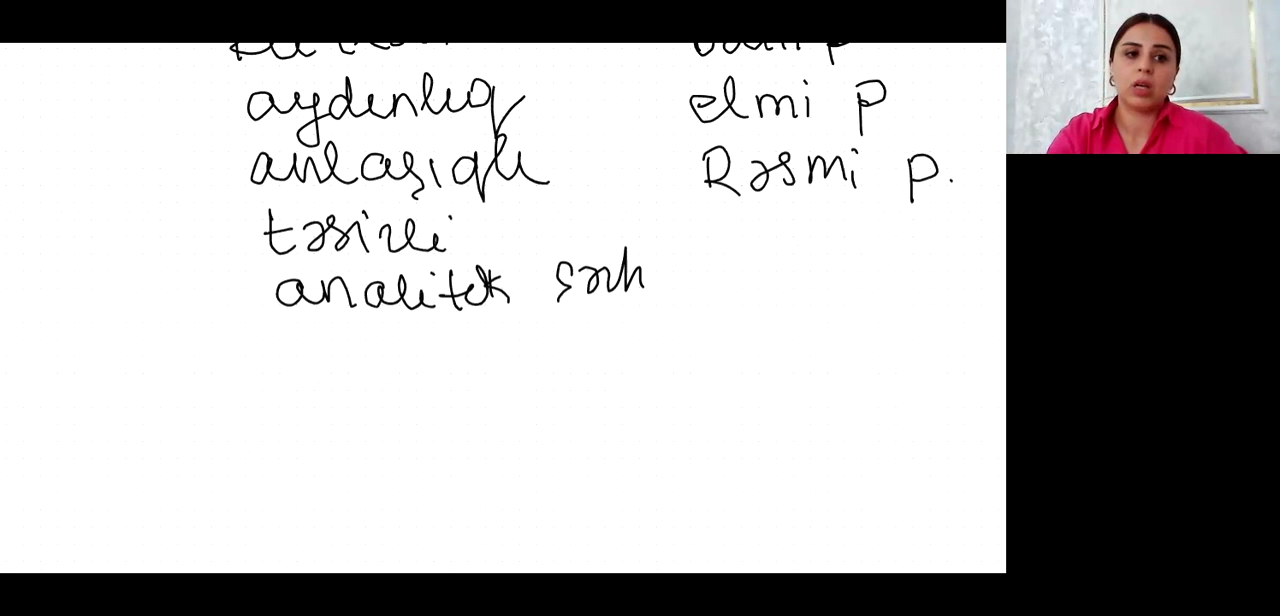 aydınlıq
anlaşıqlı
təsirli
analitik şərh
elmi p
Rəsmi p.